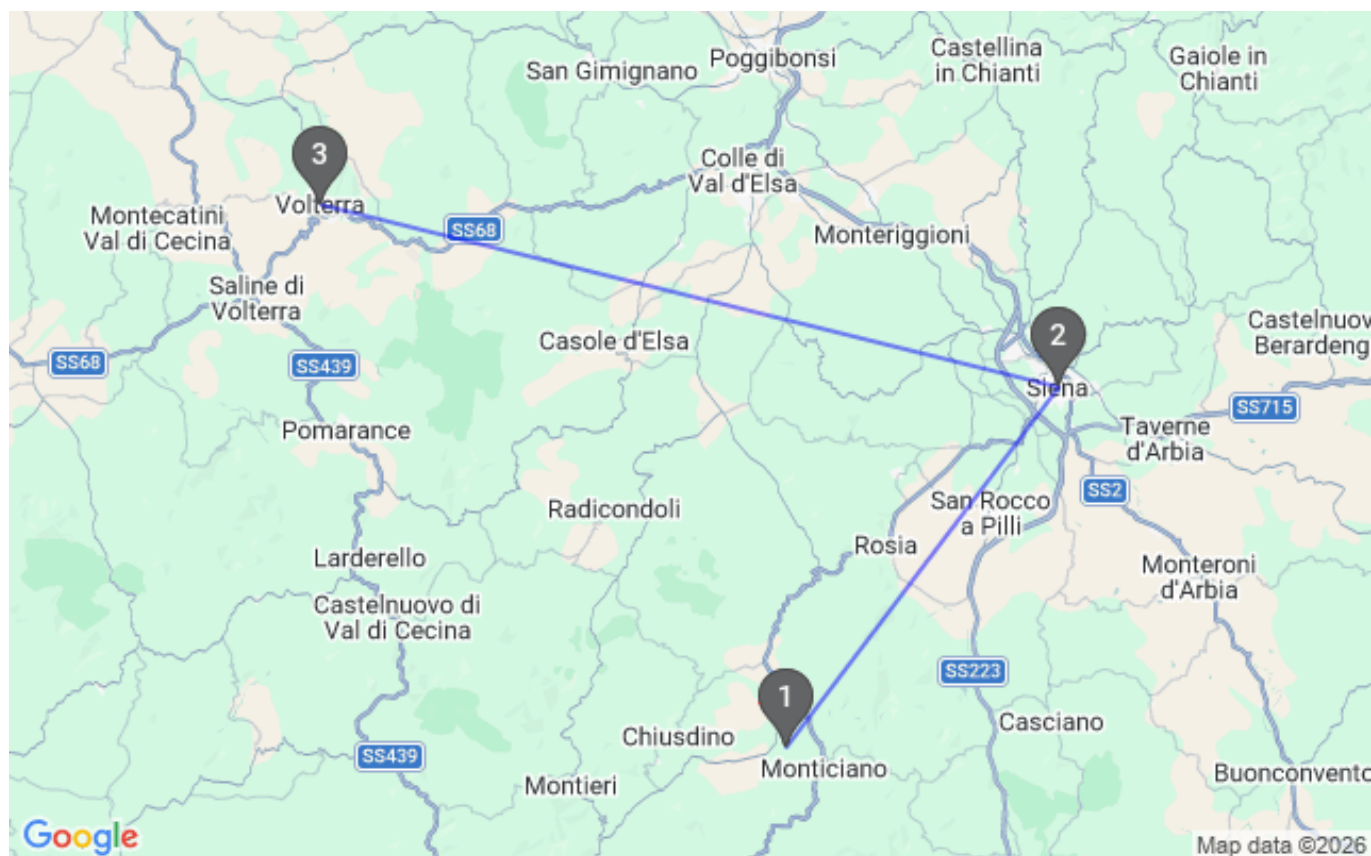 Poggibonsi
Castellina
in Chianti
Gaiole in
Chianti
San Gimignano
3
Colle di
Val d'Elsa
Volterra
Montecatini
Val di Cecina
SS68
Monteriggioni
Saline di
Volterra
Castelnuov
Berardeng
2
Casole d'Elsa
SS68
SS439
Siena
SS715
Pomarance
Taverne
d'Arbia
SS2
Radicondoli
San Rocco
a Pilli
Rosia
Larderello
Monteroni
d'Arbia
Castelnuovo di
Val di Cecina
SS223
1
Casciano
Chiusdino
SS439
Monticiano
Montieri
Buonconvento
Google
Map data ©2026